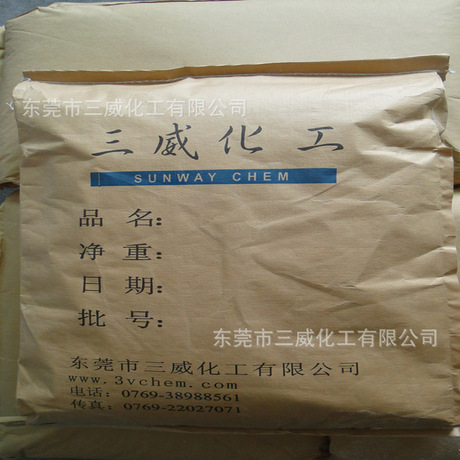 东莞市三威化工有限公司
三威化工
SUNWAY CHEM
品名：
净重：
日期：
批号：
东莞市三威化工有限公司
东莞市三威化工有限公司
www.3vchem.com
电话：0769-38988561
传真：0769-22027071